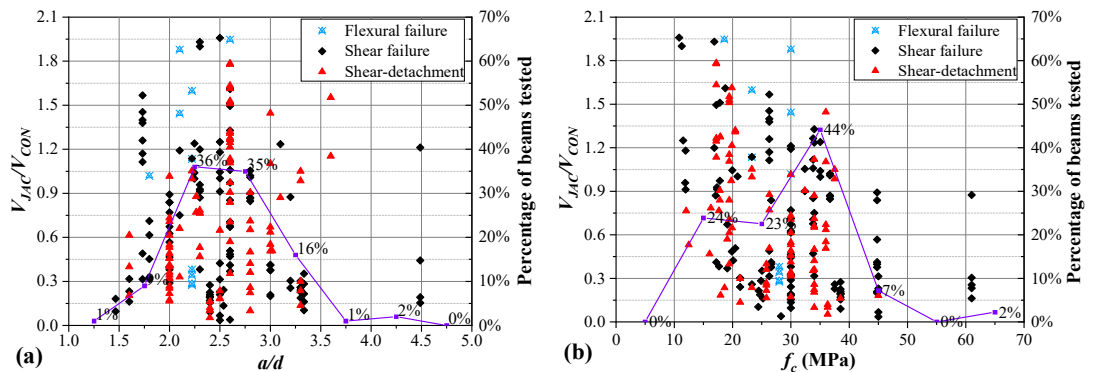 2.1
1.8
1.5
1.2
0.9
0.6
0.3
0.0
V_JAC/V_CON
70%
60%
50%
40%
30%
20%
10%
0%
Percentage of beams tested
Flexural failure
Shear failure
Shear-detachment
1%
36%
35%
16%
1%
2%
0%
1.0 1.5 2.0 2.5 3.0 3.5 4.0 4.5 5.0
a/d
(a)
2.1
1.8
1.5
1.2
0.9
0.6
0.3
0.0
V_JAC/V_CON
70%
60%
50%
40%
30%
20%
10%
0%
Percentage of beams tested
Flexural failure
Shear failure
Shear-detachment
0%
24%
23%
44%
7%
0%
2%
0 10 20 30 40 50 60 70
f_c (MPa)
(b)